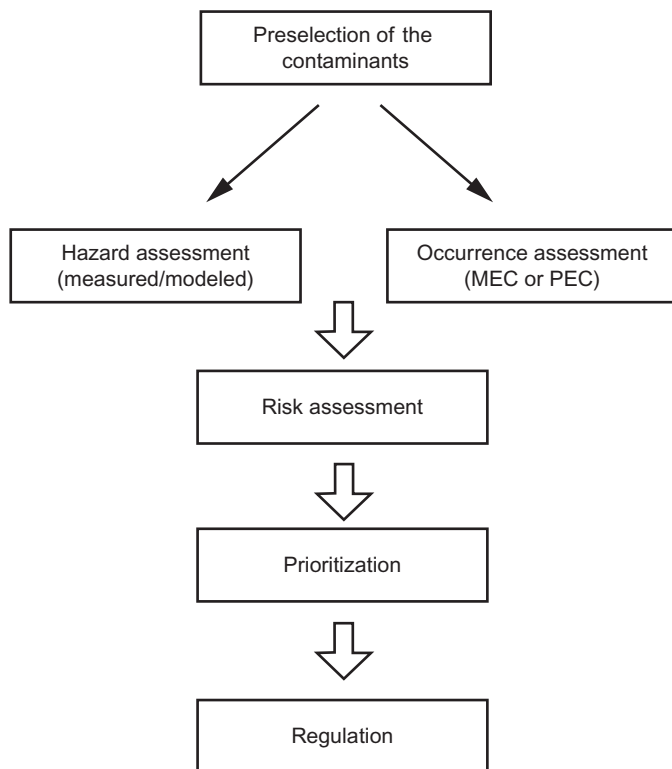 Preselection of the
contaminants
Hazard assessment
(measured/modeled)
Occurrence assessment
(MEC or PEC)
Risk assessment
Prioritization
Regulation